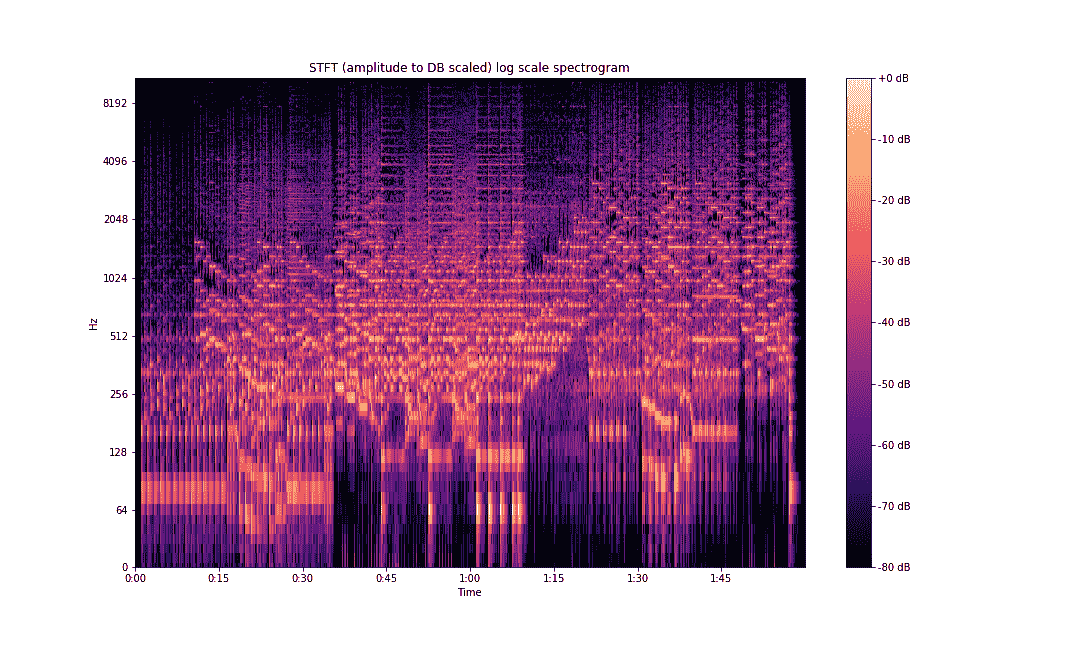 STFT (amplitude to DB scaled) log scale spectrogram
Hz
8192
4096
2048
1024
512
256
128
64
0
0:00 0:15 0:30 0:45 1:00 1:15 1:30 1:45
Time
+0 dB
-10 dB
-20 dB
-30 dB
-40 dB
-50 dB
-60 dB
-70 dB
-80 dB